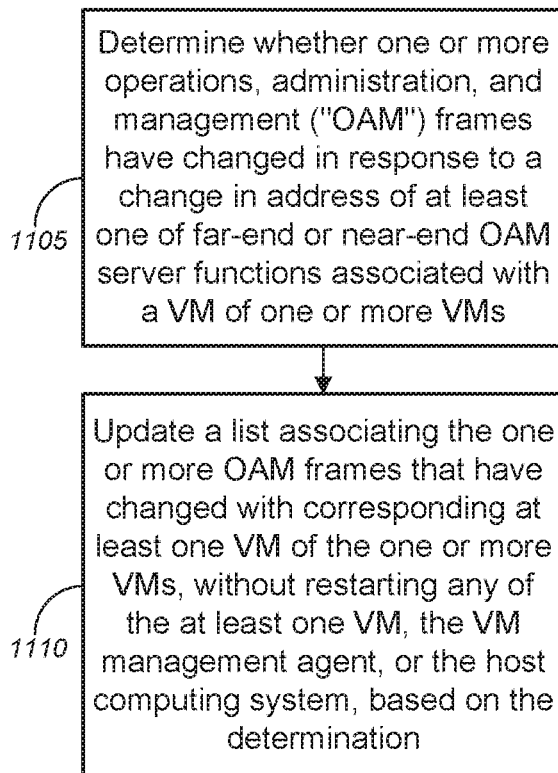 Determine whether one or more
operations, administration, and
management ("OAM") frames
have changed in response to a
change in address of at least
one of far-end or near-end OAM
server functions associated with
a VM of one or more VMs
1105
Update a list associating the one
or more OAM frames that have
changed with corresponding at
least one VM of the one or more
VMs, without restarting any of
the at least one VM, the VM
management agent, or the host
computing system, based on the
determination
1110